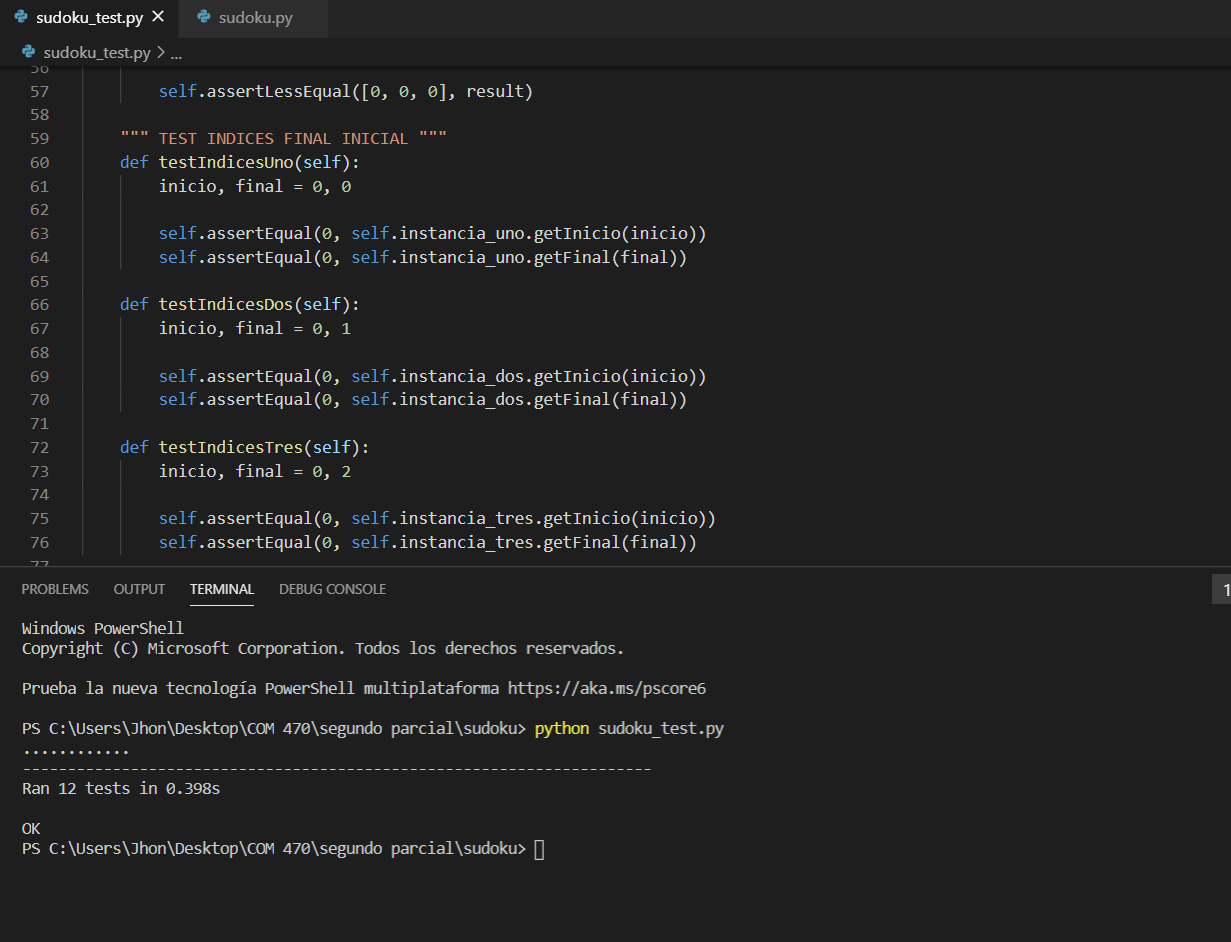 sudoku_test.py ✕ sudoku.py
sudoku_test.py > ...
56
57 self.assertLessEqual([0, 0, 0], result)
58
59 """ TEST INDICES FINAL INICIAL """
60 def testIndicesUno(self):
61 inicio, final = 0, 0
62
63 self.assertEqual(0, self.instancia_uno.getInicio(inicio))
64 self.assertEqual(0, self.instancia_uno.getFinal(final))
65
66 def testIndicesDos(self):
67 inicio, final = 0, 1
68
69 self.assertEqual(0, self.instancia_dos.getInicio(inicio))
70 self.assertEqual(0, self.instancia_dos.getFinal(final))
71
72 def testIndicesTres(self):
73 inicio, final = 0, 2
74
75 self.assertEqual(0, self.instancia_tres.getInicio(inicio))
76 self.assertEqual(0, self.instancia_tres.getFinal(final))
77
PROBLEMS OUTPUT TERMINAL DEBUG CONSOLE 1
Windows PowerShell
Copyright (C) Microsoft Corporation. Todos los derechos reservados.
Prueba la nueva tecnología PowerShell multiplataforma https://aka.ms/pscore6
PS C:\Users\Jhon\Desktop\COM 470\segundo parcial\sudoku> python sudoku_test.py
............
----------------------------------------------------------------------
Ran 12 tests in 0.398s
OK
PS C:\Users\Jhon\Desktop\COM 470\segundo parcial\sudoku>